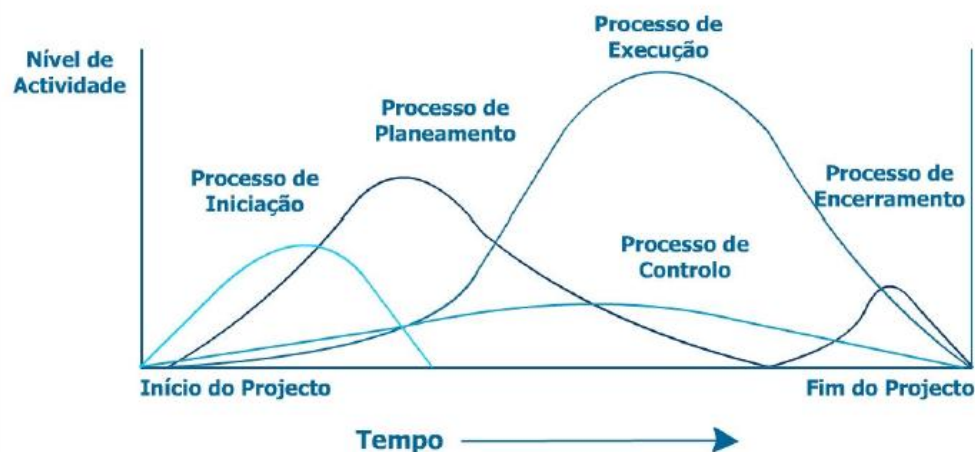 Processo de
Execução
Nível de
Actividade
Processo de
Planeamento
Processo de
Iniciação
Processo de
Encerramento
Processo de
Controlo
Início do Projecto
Fim do Projecto
Tempo